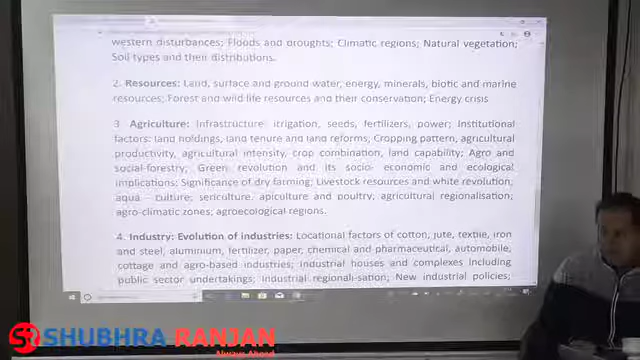 western disturbances; Floods and droughts; Climatic regions; Natural vegetation;
Soil types and their distributions.
2. Resources: Land, surface and ground water, energy, minerals, biotic and marine
resources; Forest and wild life resources and their conservation; Energy crisis
3. Agriculture: Infrastructure: irrigation, seeds, fertilizers, power; Institutional
factors: land holdings, land tenure and land reforms; Cropping pattern, agricultural
productivity, agricultural intensity, crop combination, land capability; Agro and
social-forestry; Green revolution and its socio- economic and ecological
implications; Significance of dry farming; Livestock resources and white revolution;
aqua - culture; sericulture, apiculture and poultry; agricultural regionalisation;
agro-climatic zones; agroecological regions.
4. Industry: Evolution of industries: Locational factors of cotton, jute, textile, iron
and steel, aluminium, fertilizer, paper, chemical and pharmaceutical, automobile,
cottage and agro-based industries; Industrial houses and complexes including
public sector undertakings; Industrial regionali-sation; New industrial policies;
SHUBHRA RANJAN
Always Ahead